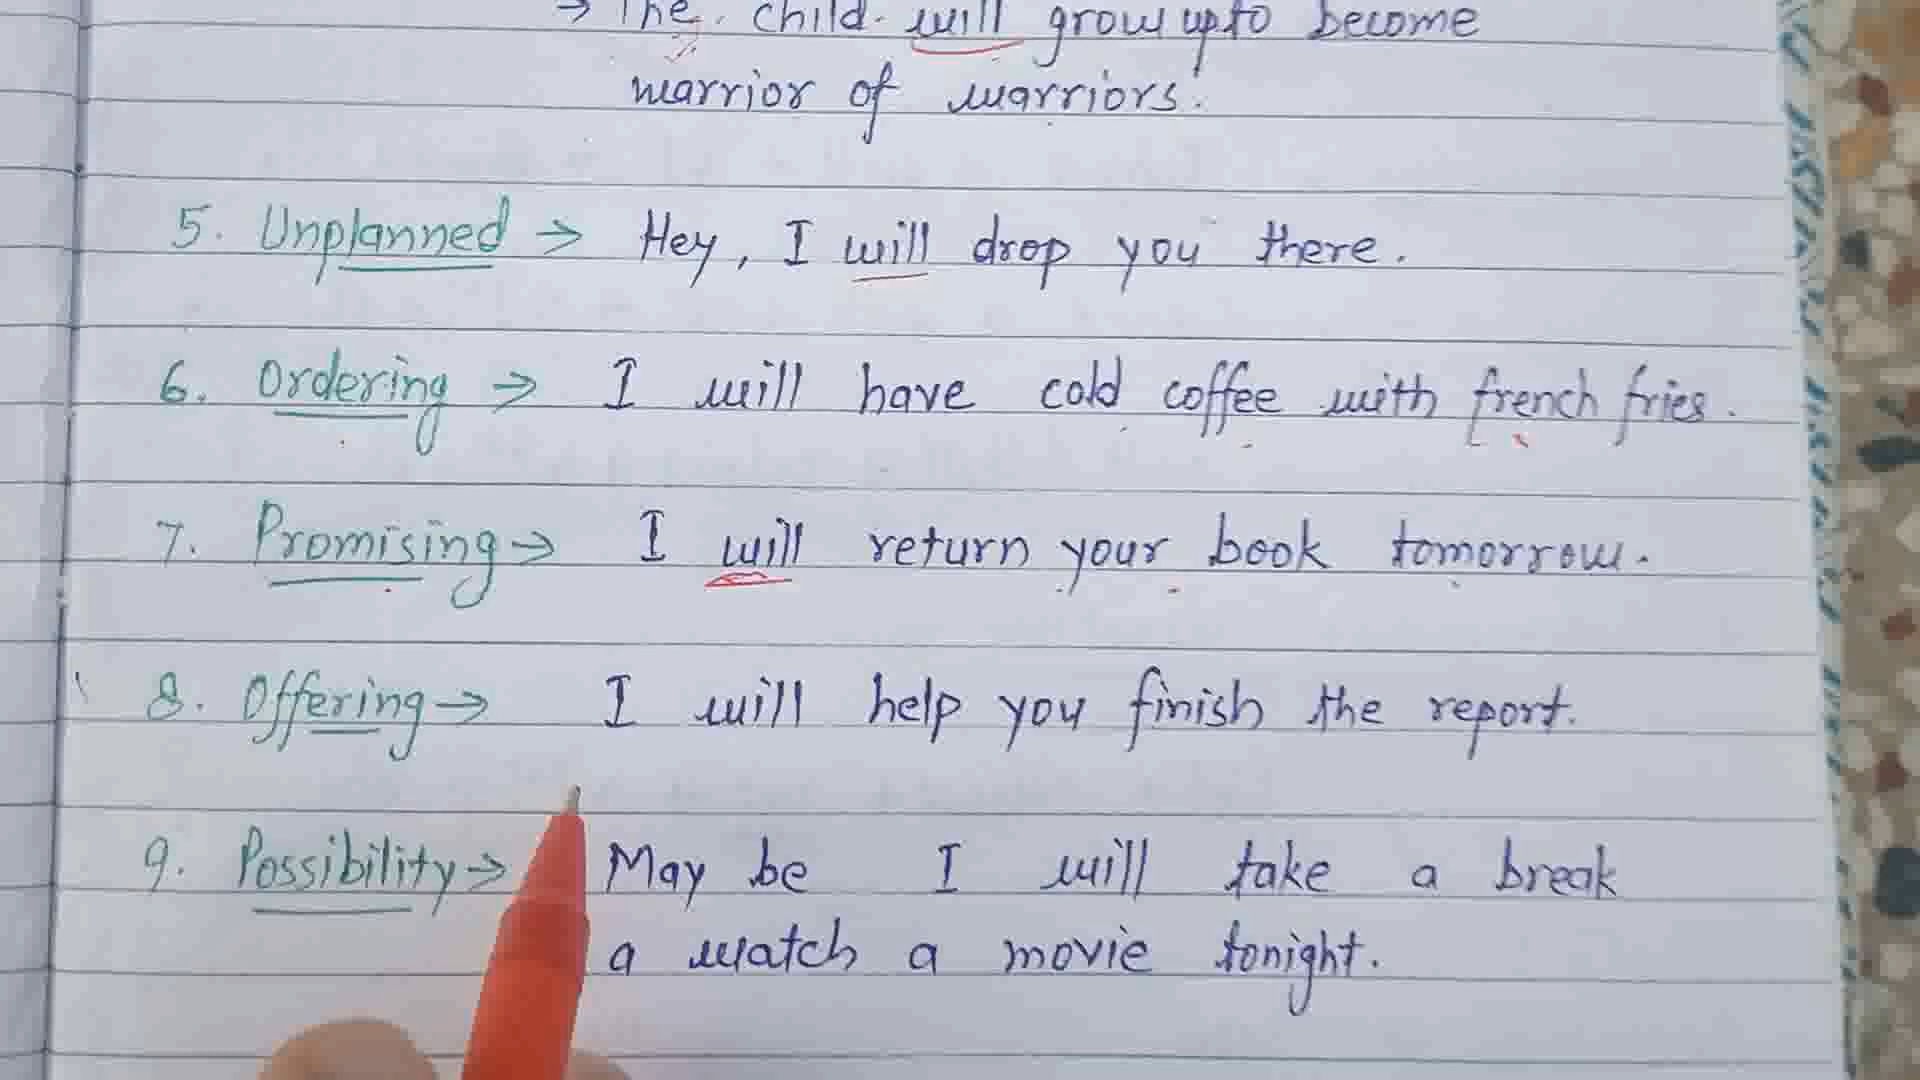 → The child will grow upto become
warrior of warriors.
5. Unplanned → Hey, I will drop you there.
6. Ordering → I will have cold coffee with french fries.
7. Promising → I will return your book tomorrow.
8. Offering → I will help you finish the report.
9. Possibility → May be I will take a break
a watch a movie tonight.